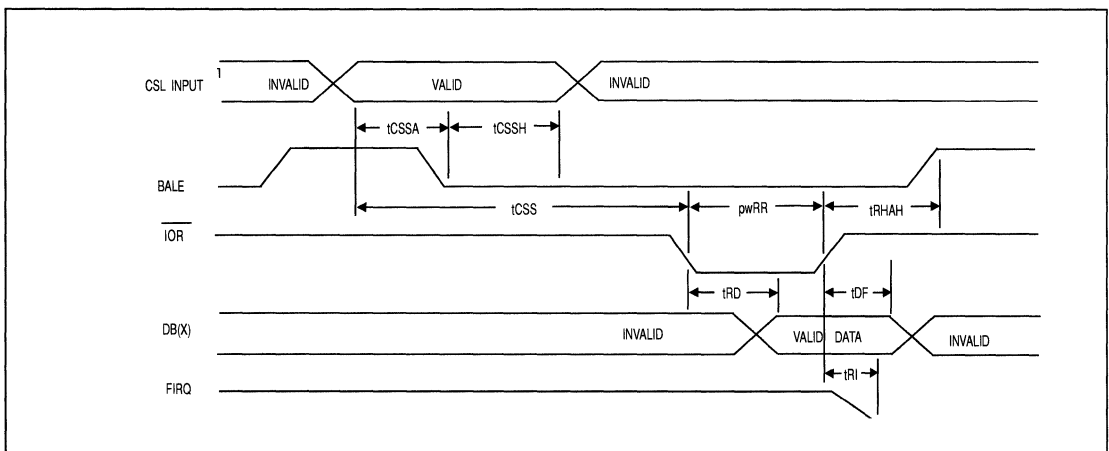 1
CSL INPUT INVALID VALID INVALID
tCSSA tCSSH
BALE
tCSS pwRR tRHAH
IOR
tRD tDF
DB(X) INVALID VALID DATA INVALID
tRI
FIRQ